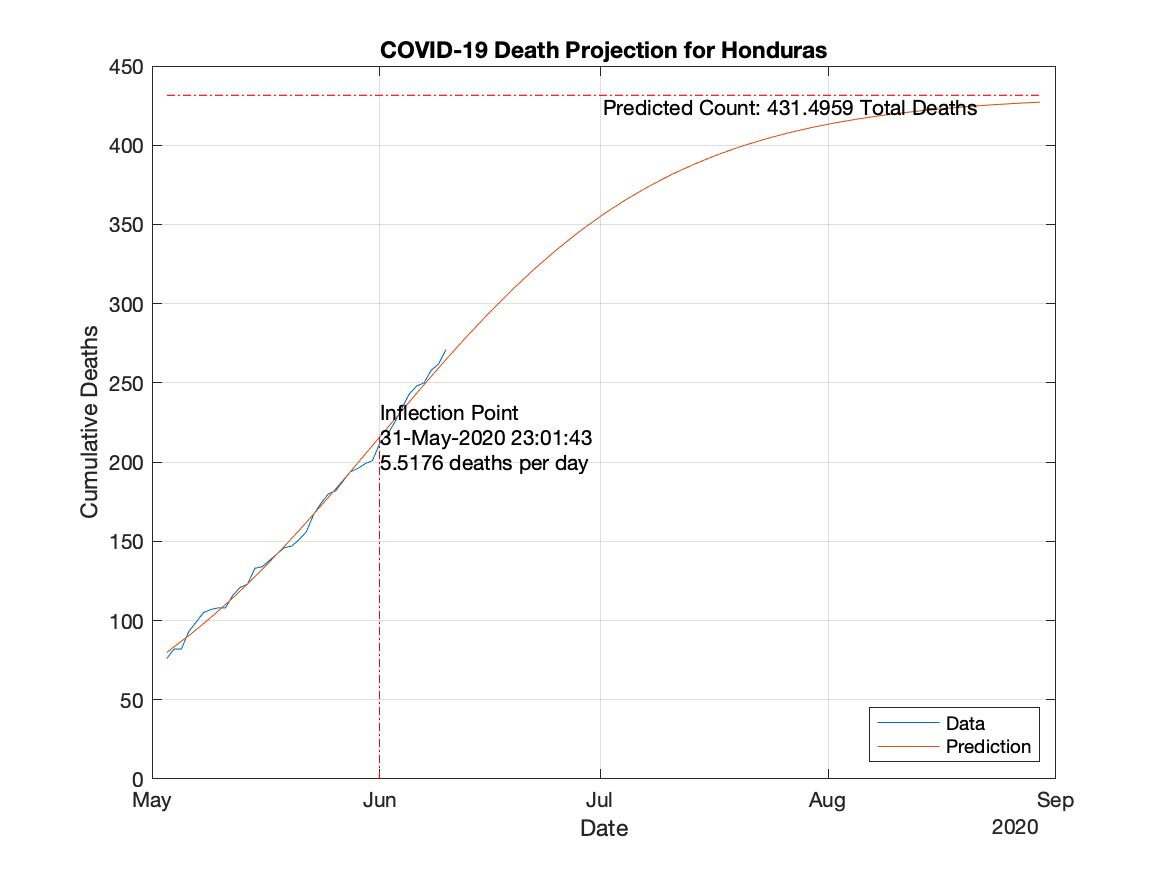 COVID-19 Death Projection for Honduras
450
400
350
300
250
200
150
100
50
0
Cumulative Deaths
Predicted Count: 431.4959 Total Deaths
Inflection Point
31-May-2020 23:01:43
5.5176 deaths per day
Data
Prediction
May Jun Jul Aug Sep
Date
2020